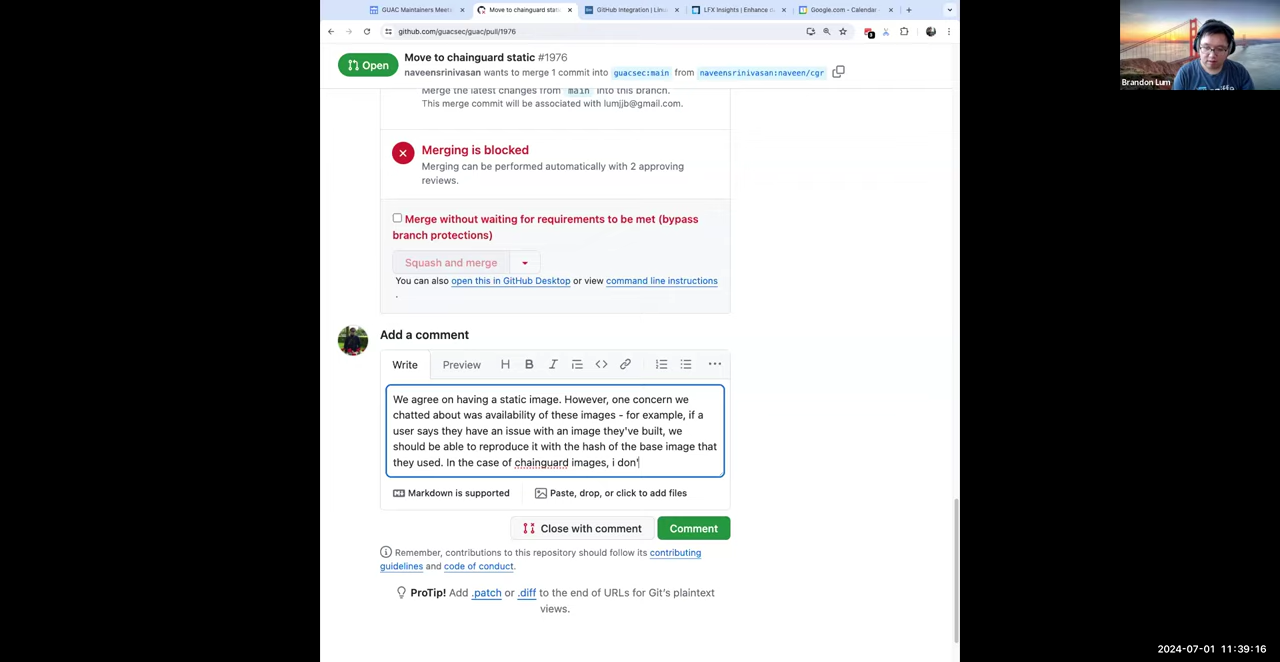 GUAC Maintainers Meeti
Move to chainguard stati
GitHub Integration | Linu
LFX Insights | Enhance
Google.com - Calendar
github.com/guacsec/guac/pull/1976
Open
Move to chainguard static #1976
naveensrinivasan wants to merge 1 commit into guacsec:main from naveensrinivasan:naveen/cgr
Merge the latest changes from main into this branch.
This merge commit will be associated with lumjjb@gmail.com.
Merging is blocked
Merging can be performed automatically with 2 approving
reviews.
Merge without waiting for requirements to be met (bypass
branch protections)
Squash and merge
You can also open this in GitHub Desktop or view command line instructions
.
Add a comment
Write
Preview
We agree on having a static image. However, one concern we
chatted about was availability of these images - for example, if a
user says they have an issue with an image they've built, we
should be able to reproduce it with the hash of the base image that
they used. In the case of chainguard images, i don'
Markdown is supported
Paste, drop, or click to add files
Close with comment
Comment
Remember, contributions to this repository should follow its contributing
guidelines and code of conduct.
ProTip! Add .patch or .diff to the end of URLs for Git's plaintext
views.
Brandon Lum
2024-07-01 11:39:16